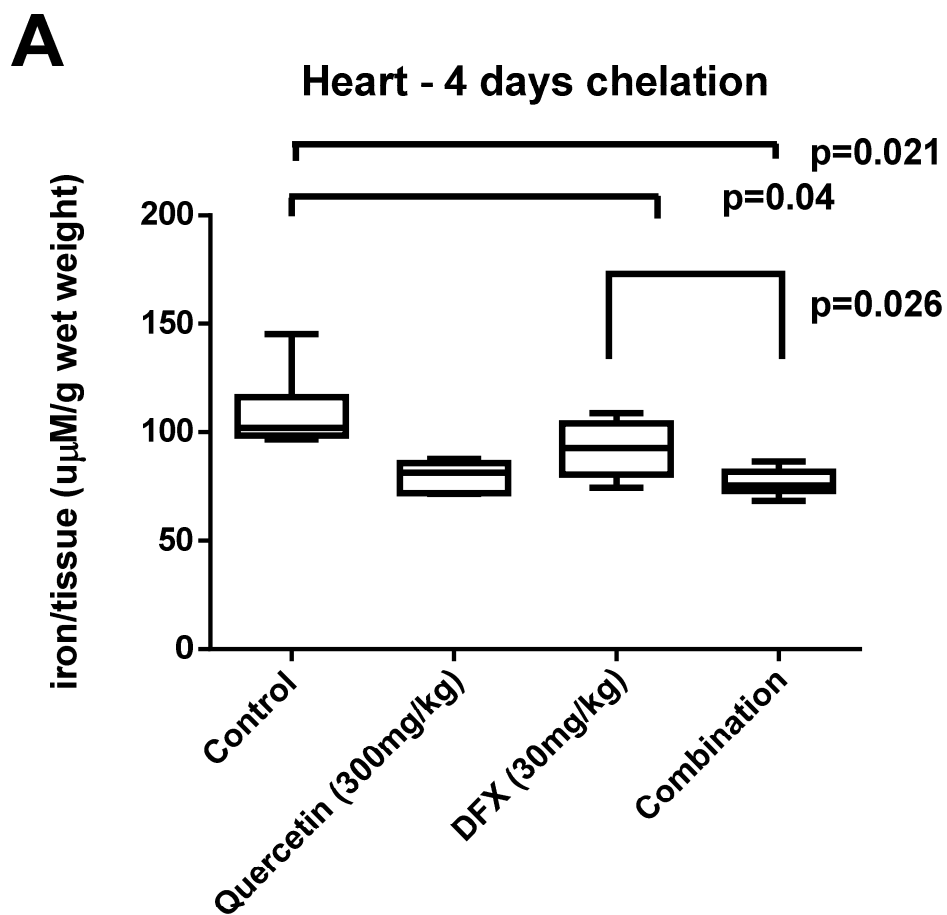 A
Heart - 4 days chelation
p=0.021
p=0.04
p=0.026
iron/tissue (uµM/g wet weight)
200
150
100
50
0
Control
Quercetin (300mg/kg)
DFX (30mg/kg)
Combination